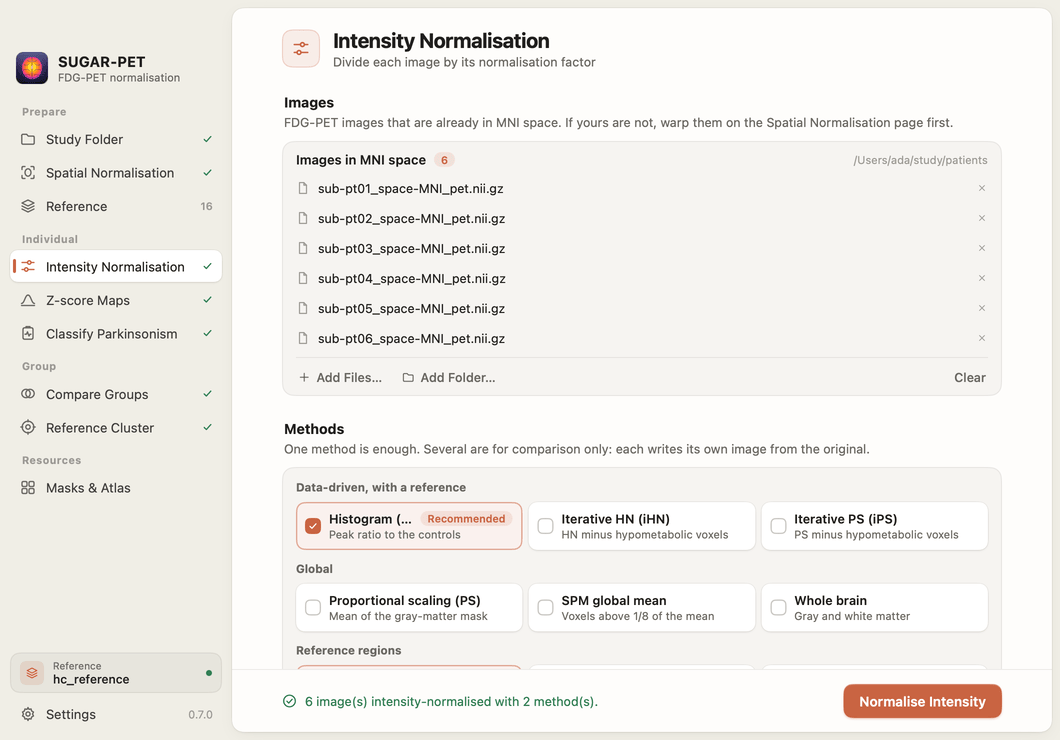 SUGAR-PET
FDG-PET normalisation
Prepare
Study Folder
Spatial Normalisation
Reference 16
Individual
Intensity Normalisation
Z-score Maps
Classify Parkinsonism
Group
Compare Groups
Reference Cluster
Resources
Masks & Atlas
Reference
hc_reference
Settings 0.7.0
Intensity Normalisation
Divide each image by its normalisation factor
Images
FDG-PET images that are already in MNI space. If yours are not, warp them on the Spatial Normalisation page first.
Images in MNI space 6 /Users/ada/study/patients
sub-pt01_space-MNI_pet.nii.gz
sub-pt02_space-MNI_pet.nii.gz
sub-pt03_space-MNI_pet.nii.gz
sub-pt04_space-MNI_pet.nii.gz
sub-pt05_space-MNI_pet.nii.gz
sub-pt06_space-MNI_pet.nii.gz
Add Files... Add Folder... Clear
Methods
One method is enough. Several are for comparison only: each writes its own image from the original.
Data-driven, with a reference
Histogram (... Recommended
Peak ratio to the controls
Iterative HN (iHN)
HN minus hypometabolic voxels
Iterative PS (iPS)
PS minus hypometabolic voxels
Global
Proportional scaling (PS)
Mean of the gray-matter mask
SPM global mean
Voxels above 1/8 of the mean
Whole brain
Gray and white matter
Reference regions
6 image(s) intensity-normalised with 2 method(s).
Normalise Intensity